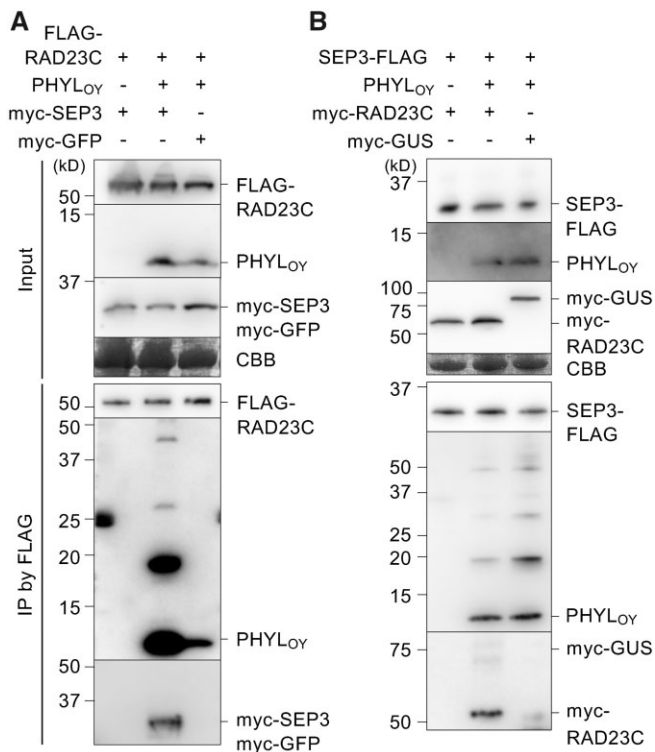 A
FLAG-
RAD23C + + +
PHYLOY - + +
myc-SEP3 + + -
myc-GFP - - +
(kD)
50
FLAG-
RAD23C
15
PHYLOY
37
myc-SEP3
myc-GFP
CBB
Input
50
FLAG-
RAD23C
50
37
25
20
15
PHYLOY
50
37
myc-SEP3
myc-GFP
IP by FLAG
B
SEP3-FLAG + + +
PHYLOY - + +
myc-RAD23C + + -
myc-GUS - - +
(kD)
37
SEP3-
FLAG
15
PHYLOY
100
75
50
myc-GUS
myc-
RAD23C
CBB
37
SEP3-
FLAG
50
37
25
20
15
PHYLOY
75
myc-GUS
50
myc-
RAD23C